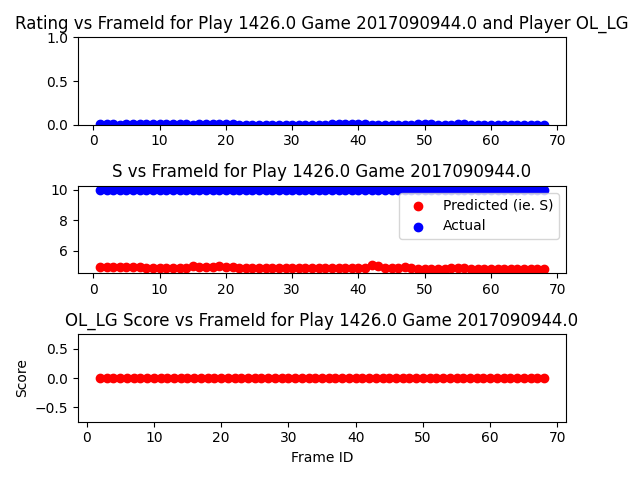 Rating vs FrameId for Play 1426.0 Game 2017090944.0 and Player OL_LG
1.0
0.5
0.0
0 10 20 30 40 50 60 70
S vs FrameId for Play 1426.0 Game 2017090944.0
10
8
6
Predicted (ie. S)
Actual
0 10 20 30 40 50 60 70
OL_LG Score vs FrameId for Play 1426.0 Game 2017090944.0
Score
0.5
0.0
−0.5
0 10 20 30 40 50 60 70
Frame ID